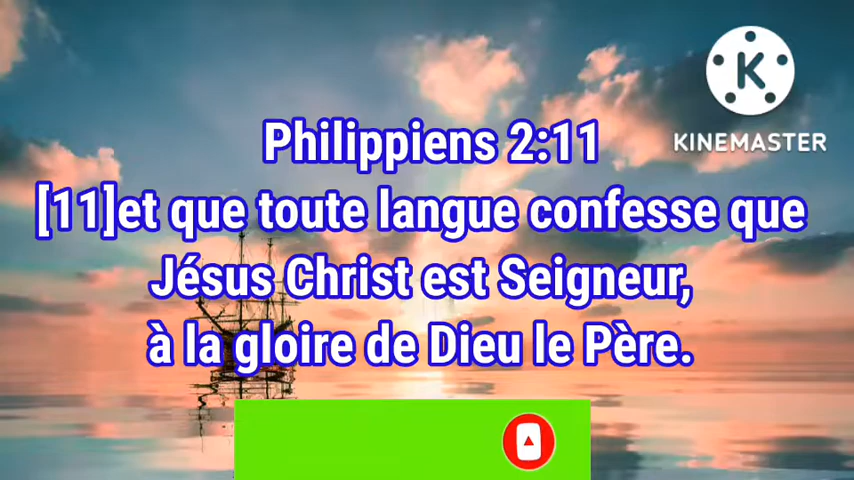 Philippiens 2:11
[11]et que toute langue confesse que
Jésus Christ est Seigneur,
à la gloire de Dieu le Père.
K
KINEMASTER